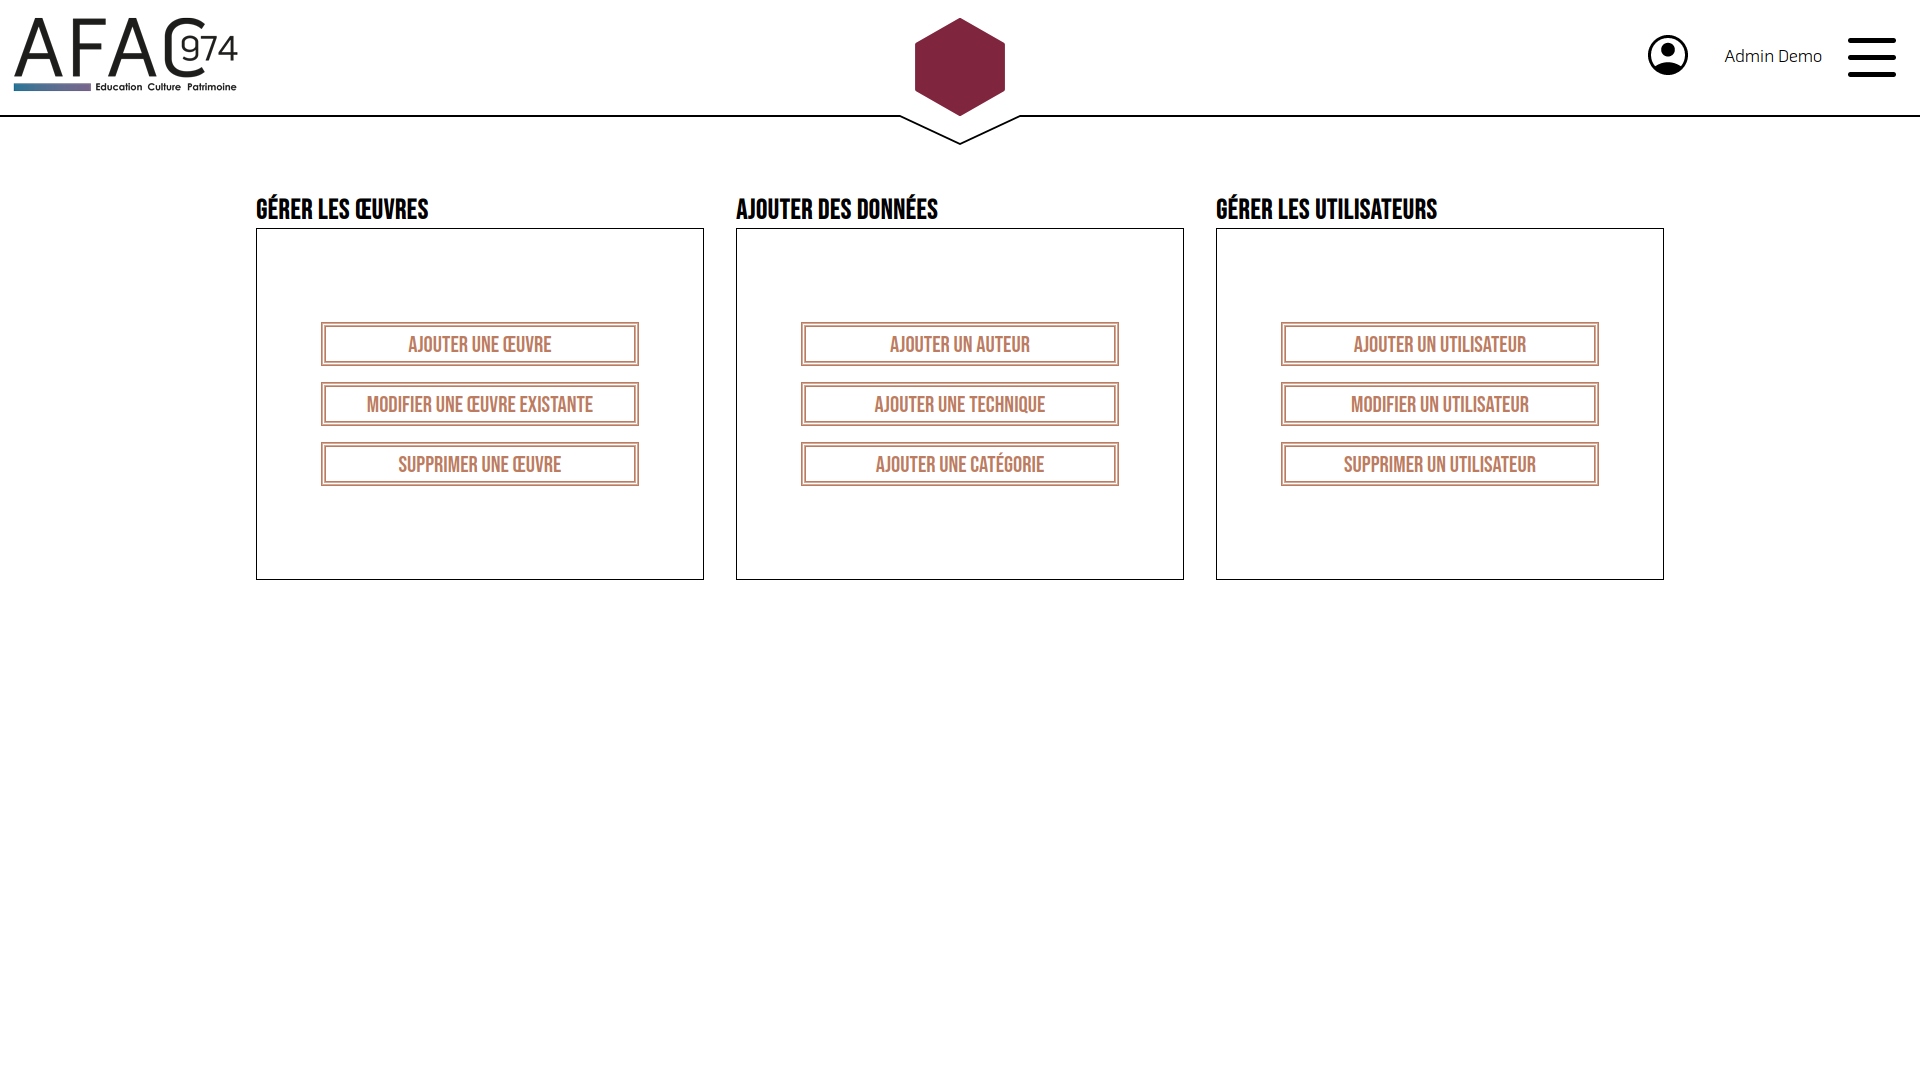 AFAC974
Education Culture Patrimoine
Admin Demo
GÉRER LES ŒUVRES
AJOUTER UNE ŒUVRE
MODIFIER UNE ŒUVRE EXISTANTE
SUPPRIMER UNE ŒUVRE
AJOUTER DES DONNÉES
AJOUTER UN AUTEUR
AJOUTER UNE TECHNIQUE
AJOUTER UNE CATÉGORIE
GÉRER LES UTILISATEURS
AJOUTER UN UTILISATEUR
MODIFIER UN UTILISATEUR
SUPPRIMER UN UTILISATEUR